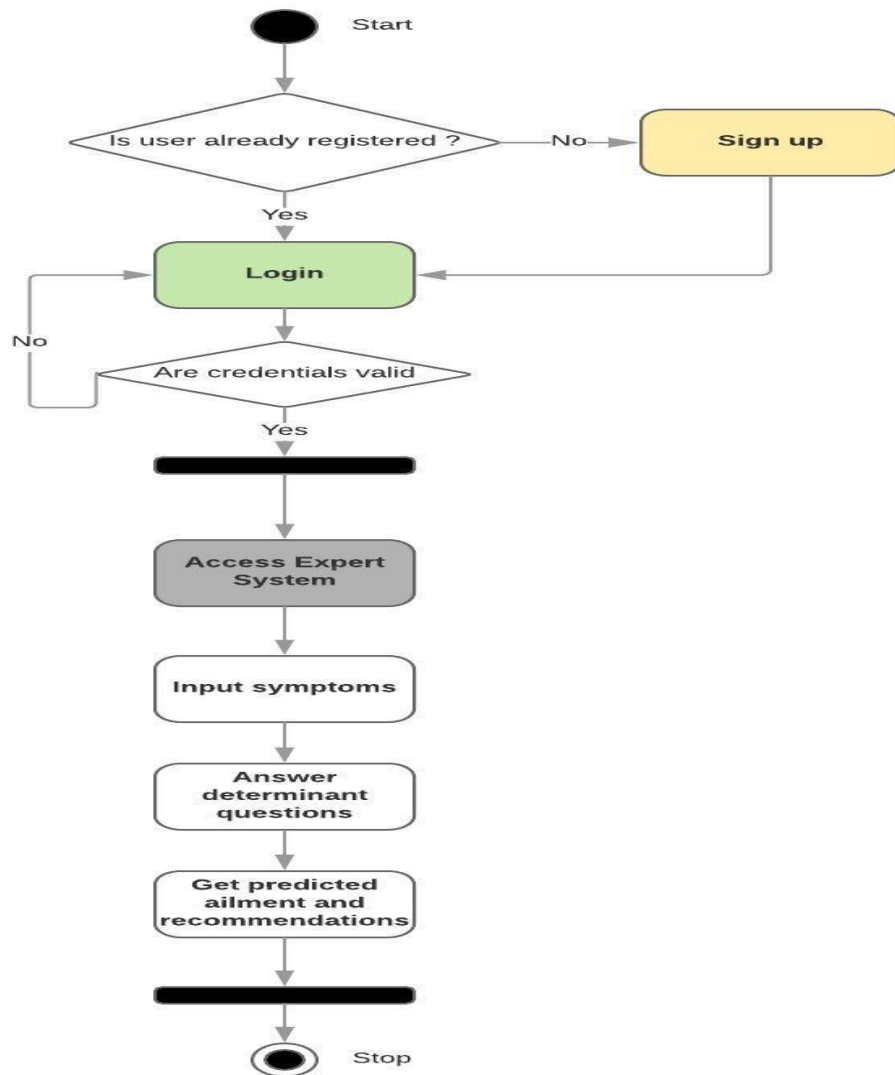 Start
Is user already registered ?
No
Sign up
Yes
Login
No
Are credentials valid
Yes
Access Expert
System
Input symptoms
Answer
determinant
questions
Get predicted
ailment and
recommendations
Stop